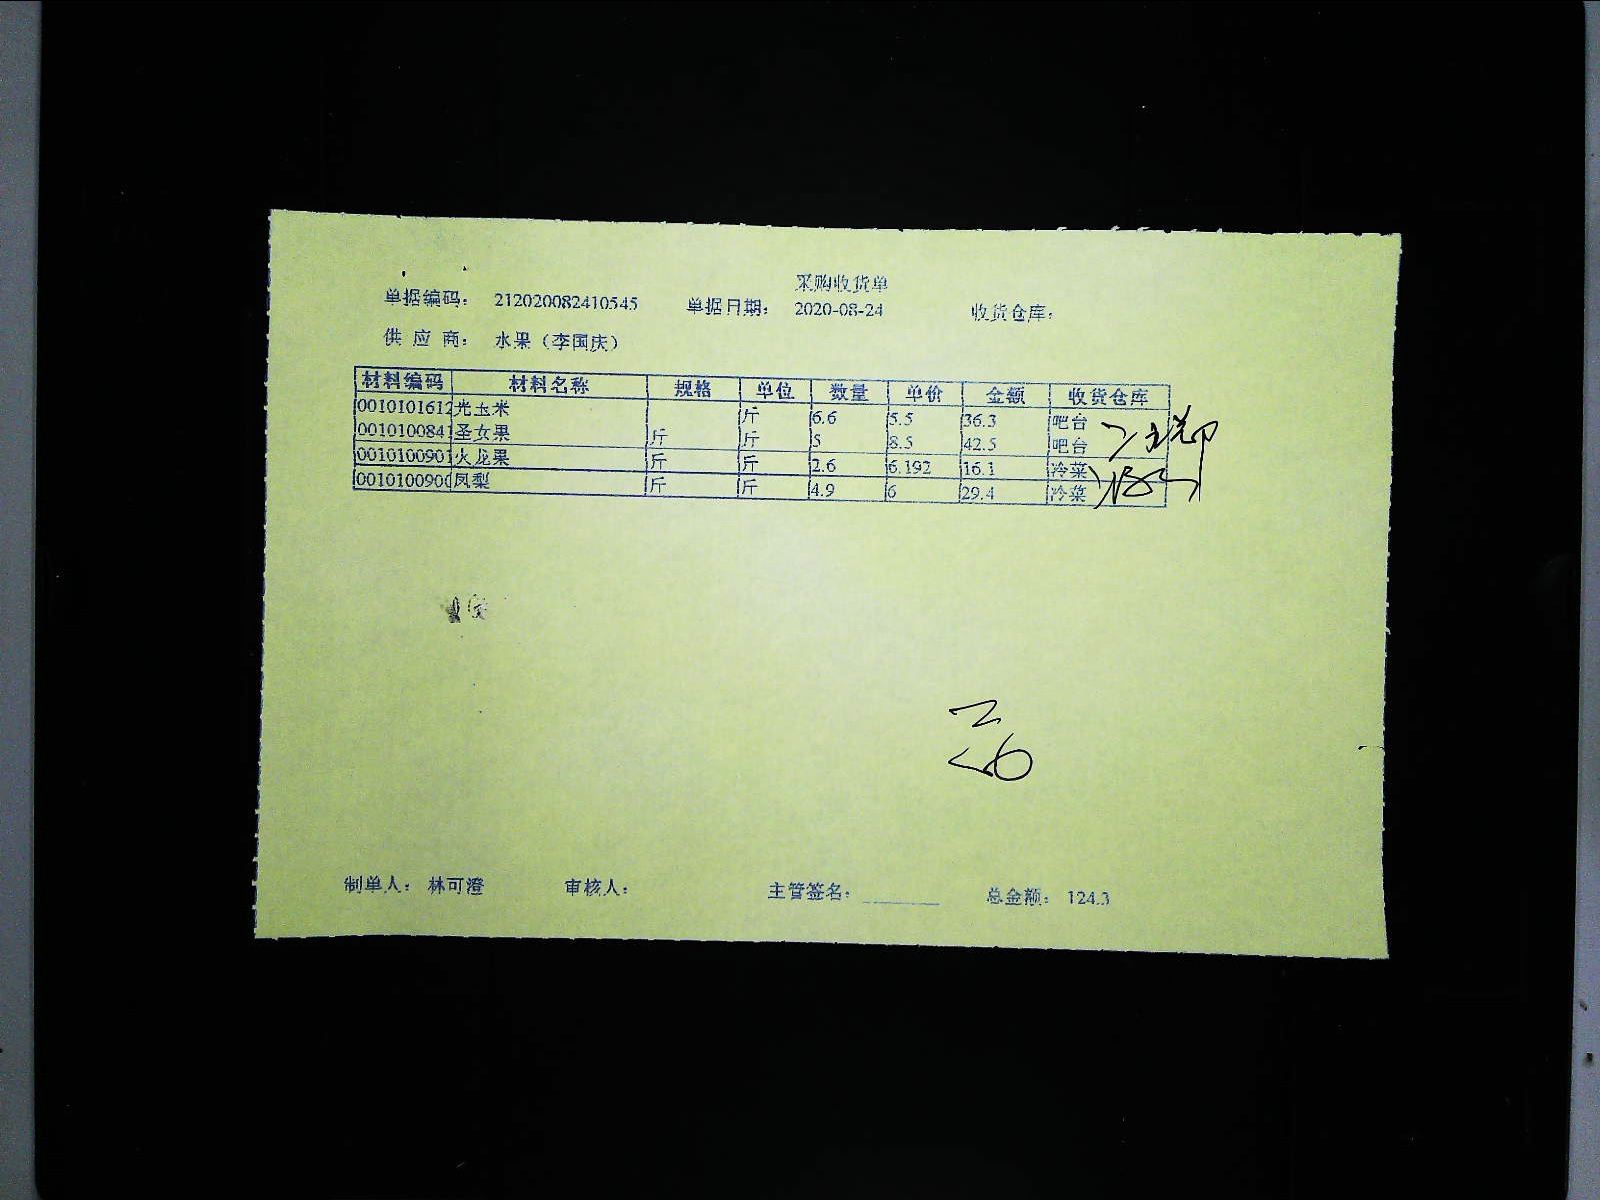 采购收货单
单据编码： 212020082410545 单据日期： 2020-08-24 收货仓库：
供 应 商： 水果（李国庆）
材料编码 材料名称 规格 单位 数量 单价 金额 收货仓库
0010101612 光玉米 斤 6.6 5.5 36.3 吧台
001010084 圣女果 斤 斤 5 8.5 42.5 吧台
001010090 火龙果 斤 斤 2.6 6.192 16.1 冷菜
001010090 凤梨 斤 斤 4.9 6 29.4 冷菜
制单人： 林可澄 审核人： 主管签名： 总金额： 124.3